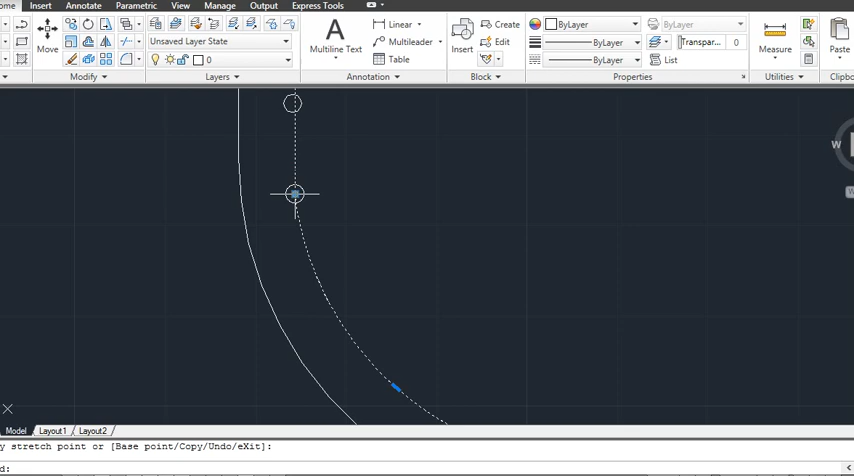 ome Insert Annotate Parametric View Manage Output Express Tools
Move
Modify
Unsaved Layer State
0
Layers
A
Multiline Text
Linear
Multileader
Table
Annotation
Insert
Create
Edit
Block
ByLayer
ByLayer
ByLayer
ByLayer
Transpar... 0
List
Properties
Measure
Utilities
Paste
Clipbo
W
Model Layout1 Layout2
y stretch point or [Base point/Copy/Undo/eXit]:
d: